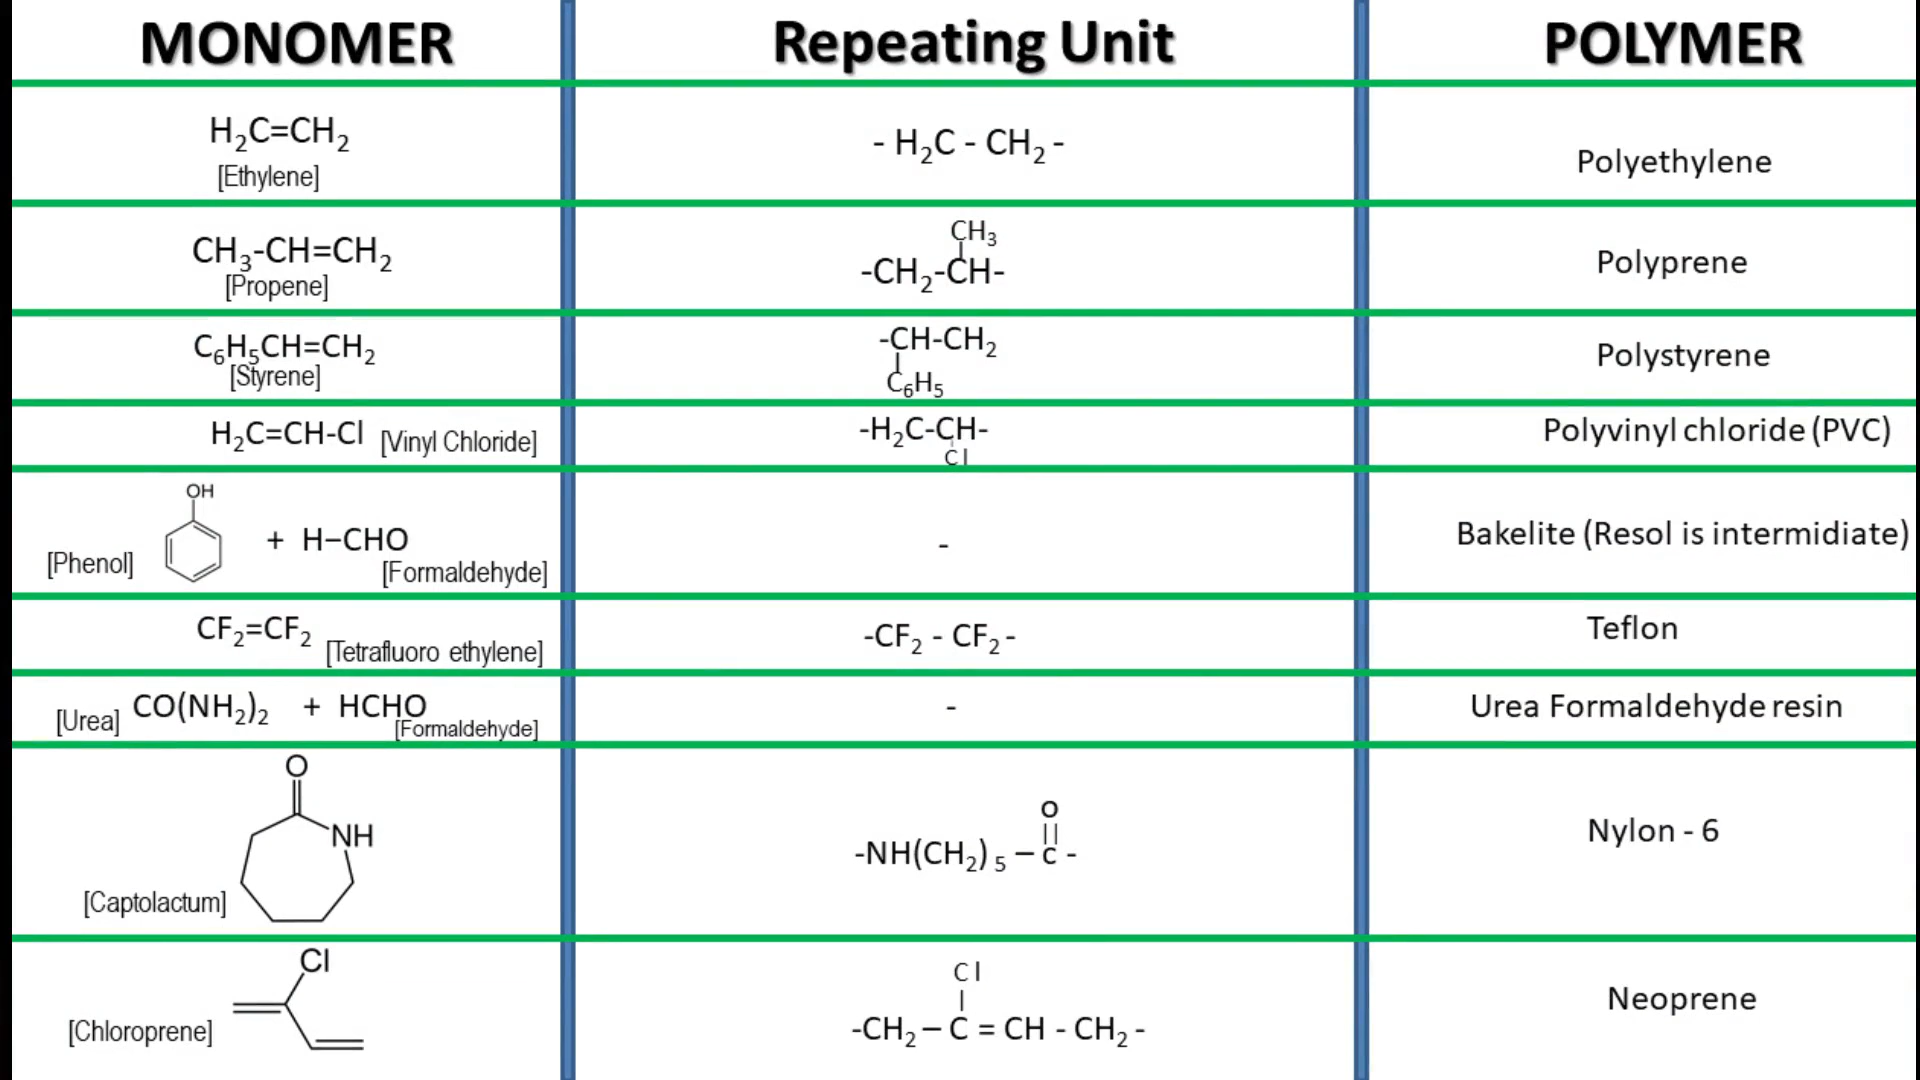 MONOMER Repeating Unit POLYMER
H₂C=CH₂
[Ethylene]
- H₂C - CH₂ -
Polyethylene
CH₃-CH=CH₂
[Propene]
CH₃
-CH₂-CH-
Polyprene
C₆H₅CH=CH₂
[Styrene]
-CH-CH₂
C₆H₅
Polystyrene
H₂C=CH-Cl [Vinyl Chloride]
-H₂C-CH-
Cl
Polyvinyl chloride (PVC)
OH
[Phenol] + H–CHO
[Formaldehyde]
-
Bakelite (Resol is intermidiate)
CF₂=CF₂ [Tetrafluoro ethylene]
-CF₂ - CF₂ -
Teflon
[Urea] CO(NH₂)₂ + HCHO
[Formaldehyde]
-
Urea Formaldehyde resin
O
NH
[Captolactum]
O
||
-NH(CH₂)₅ – C -
Nylon - 6
Cl
[Chloroprene]
Cl
|
-CH₂ – C = CH - CH₂ -
Neoprene